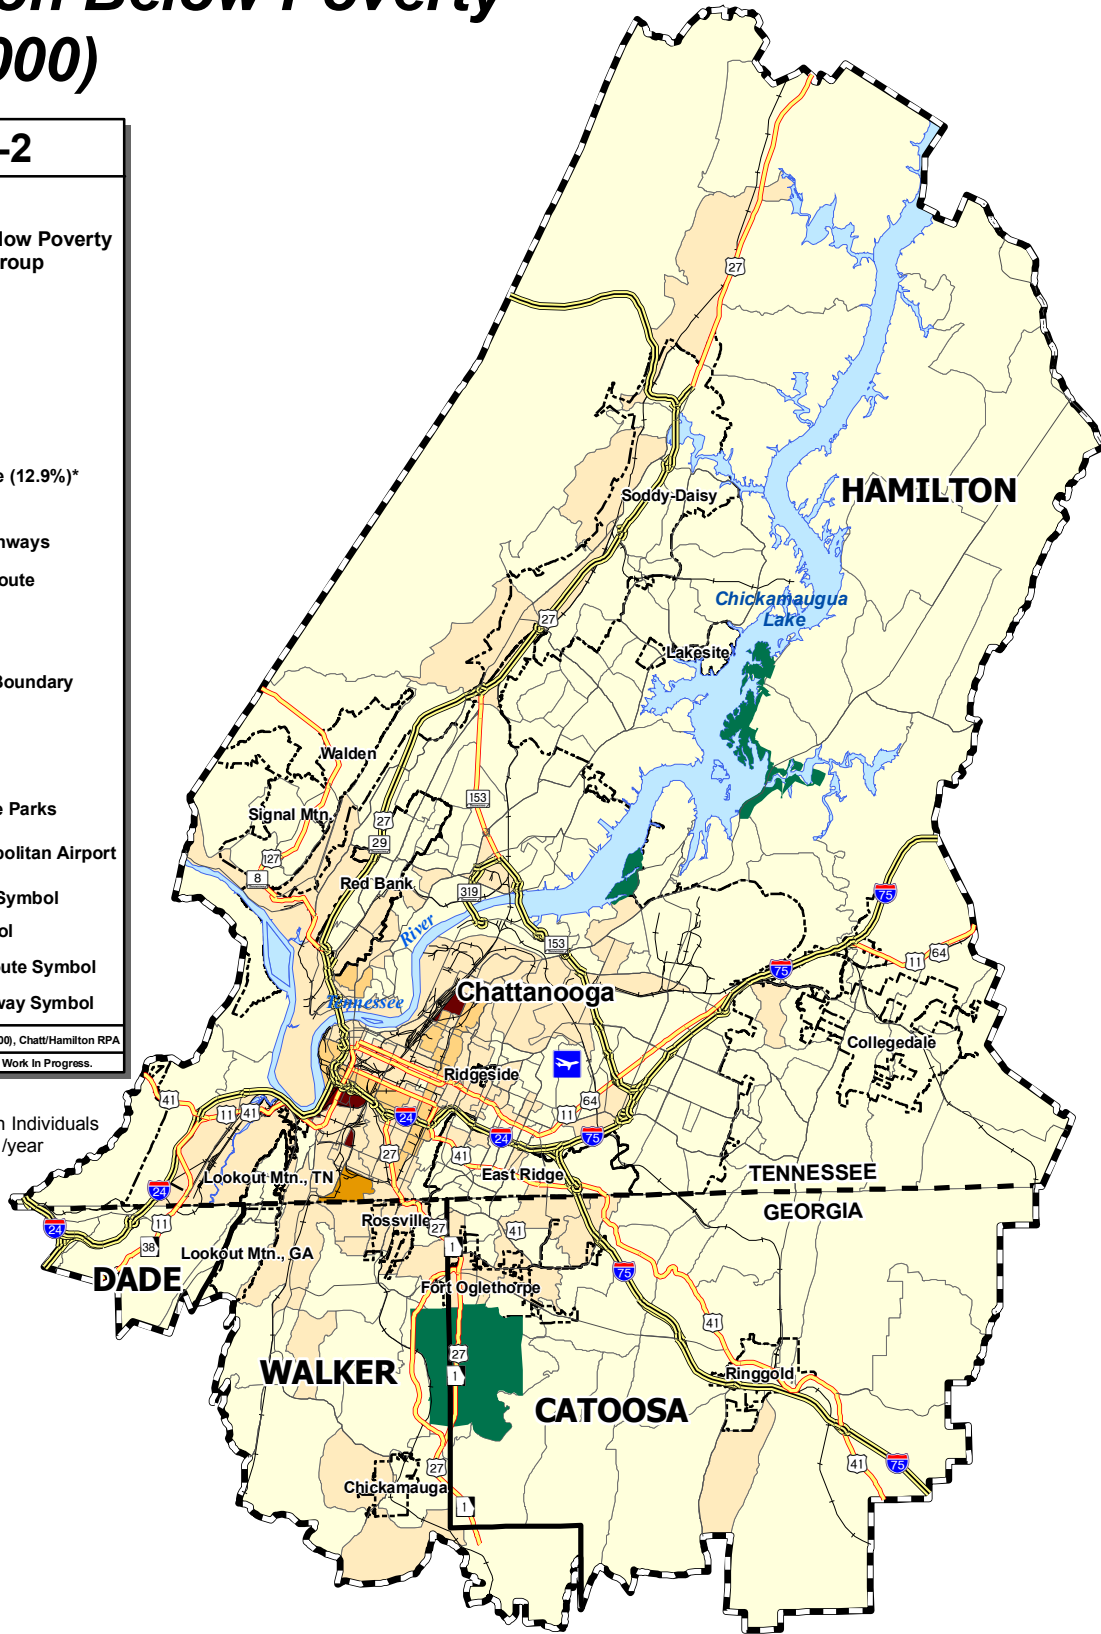 on Below Poverty
000)
-2
low Poverty
roup
e (12.9%)*
hways
oute
Boundary
e Parks
politan Airport
Symbol
ol
oute Symbol
way Symbol
00), Chatt/Hamilton RPA
Work In Progress.
n Individuals
/year
27
HAMILTON
Soddy-Daisy
Chickamaugua
Lake
27
Lakesite
Walden
153
Signal Mtn.
27
29
127
8
Red Bank
319
75
River
153
11
64
75
Tennessee
Chattanooga
Collegedale
Ridgeside
41
11
41
64
11
24
24
75
27
41
East Ridge
TENNESSEE
Lookout Mtn., TN
24
GEORGIA
24
11
Rossville
27
41
38
Lookout Mtn., GA
1
DADE
75
Fort Oglethorpe
41
27
WALKER
1
Ringgold
CATOOSA
27
41
75
Chickamauga
1